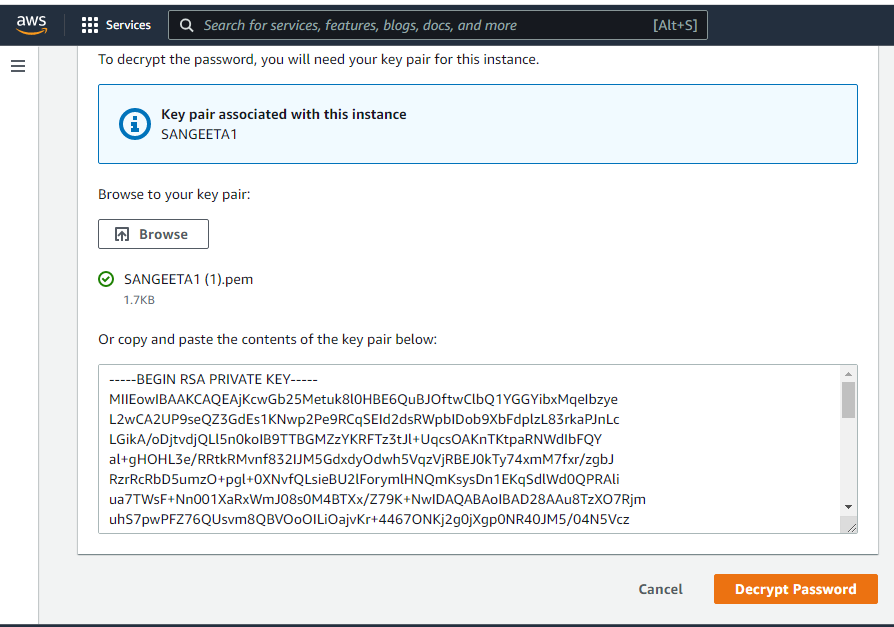 aws
Services
Search for services, features, blogs, docs, and more
[Alt+S]
To decrypt the password, you will need your key pair for this instance.
Key pair associated with this instance
SANGEETA1
Browse to your key pair:
Browse
SANGEETA1 (1).pem
1.7KB
Or copy and paste the contents of the key pair below:
-----BEGIN RSA PRIVATE KEY-----
MIIEowIBAAKCAQEAjKcwGb25Metuk8l0HBE6QuBJOftwClbQ1YGGYibxMqeIbzye
L2wCA2UP9seQZ3GdEs1KNwp2Pe9RCqSEId2dsRWpbIDob9XbFdplzL83rkaPJnLc
LGikA/oDjtvdjQLl5n0koIB9TTBGMZzYKRFTz3tJl+UqcsOAKnTKtpaRNWdIbFQY
al+gHOHL3e/RRtkRMvnf832IJM5GdxdyOdwh5VqzVjRBEJ0kTy74xmM7fxr/zgbJ
RzrRcRbD5umzO+pgl+0XNvfQLsieBU2lForymlHNQmKsysDn1EKqSdlWd0QPRAli
ua7TWsF+Nn001XaRxWmJ08s0M4BTXx/Z79K+NwIDAQABAoIBAD28AAu8TzXO7Rjm
uhS7pwPFZ76QUsvm8QBVOoOILiOajvKr+4467ONKj2g0jXgp0NR40JM5/04N5Vcz
Cancel
Decrypt Password